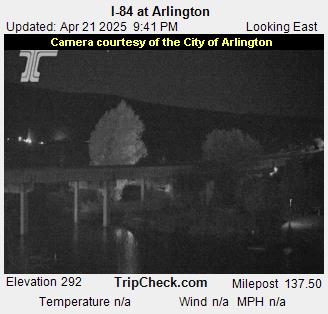 I-84 at Arlington
Updated: Apr 21 2025 9:41 PM Looking East
Camera courtesy of the City of Arlington
Elevation 292 TripCheck.com Milepost 137.50
Temperature n/a Wind n/a MPH n/a